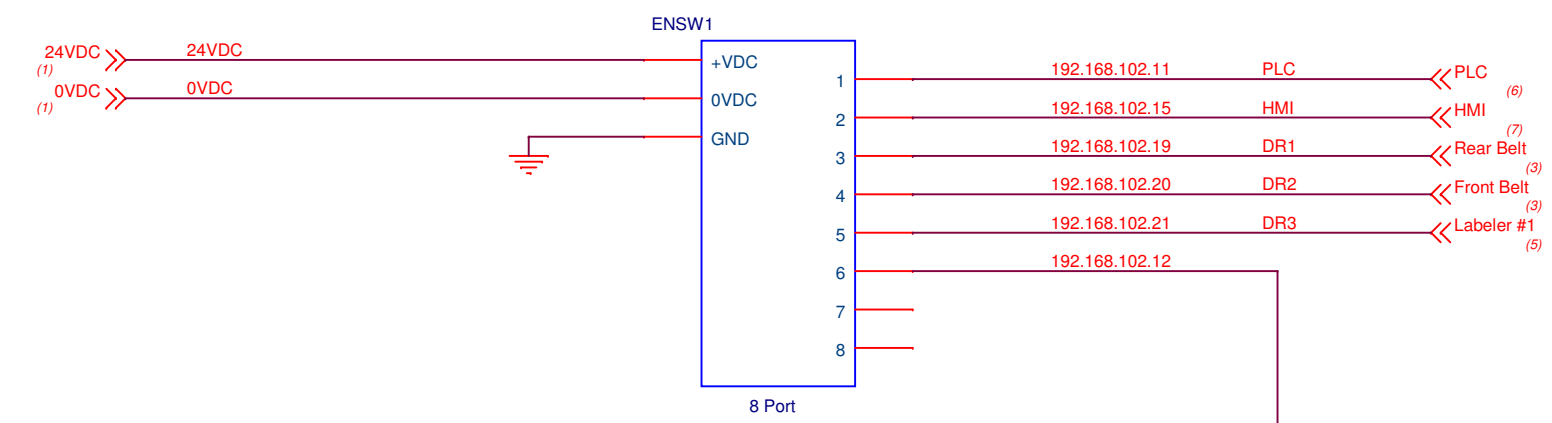 ENSW1
24VDC
(1)
24VDC
+VDC
1
192.168.102.11 PLC
PLC
(6)
0VDC
(1)
0VDC
0VDC
2
192.168.102.15 HMI
HMI
(7)
GND
3
192.168.102.19 DR1
Rear Belt
(3)
4
192.168.102.20 DR2
Front Belt
(3)
5
192.168.102.21 DR3
Labeler #1
(5)
6
192.168.102.12
7
8
8 Port